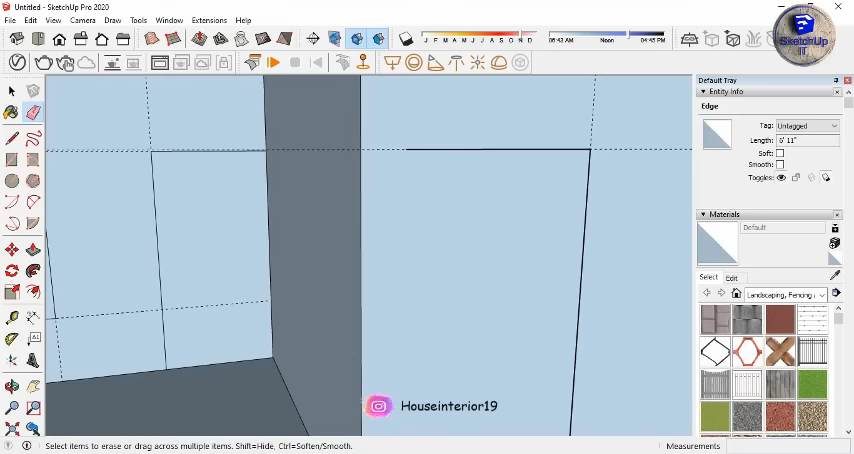 Untitled - SketchUp Pro 2020
File Edit View Camera Draw Tools Window Extensions Help
J F M A M J J A S O N D
06:43 AM Noon 04:45 PM
SketchUp
IT
Default Tray
Entity Info
Edge
Tag: Untagged
Length: 6' 11"
Soft:
Smooth:
Toggles:
Materials
Default
Select Edit
Landscaping, Fencing
Houseinterior19
Select items to erase or drag across multiple items. Shift=Hide, Ctrl=Soften/Smooth.
Measurements